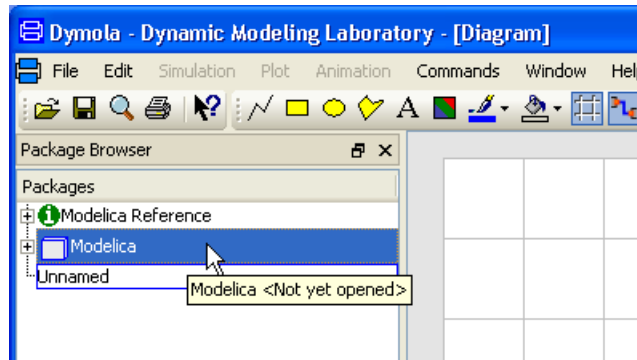 Dymola - Dynamic Modeling Laboratory - [Diagram]
File Edit Simulation Plot Animation Commands Window Hel
A
Package Browser
Packages
Modelica Reference
Modelica
Unnamed
Modelica <Not yet opened>